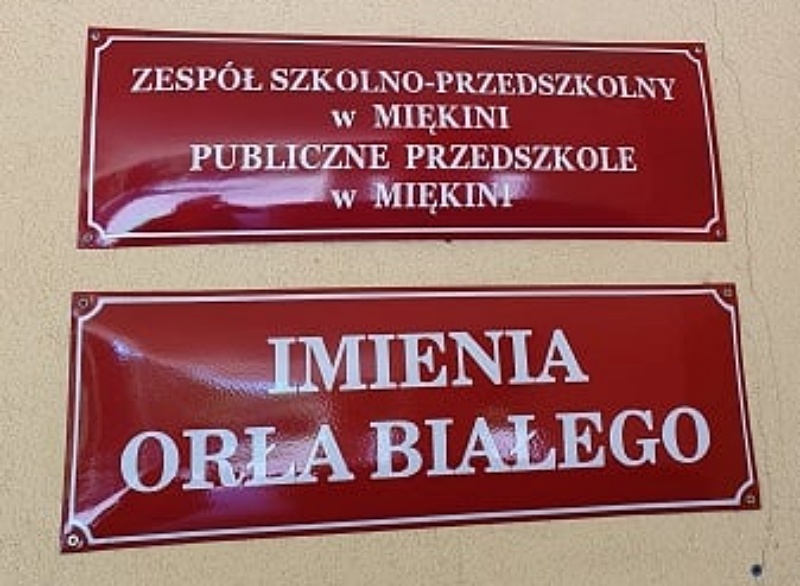 ZESPÓŁ SZKOLNO-PRZEDSZKOLNY
w MIĘKINI
PUBLICZNE PRZEDSZKOLE
w MIĘKINI
IMIENIA
ORŁA BIAŁEGO